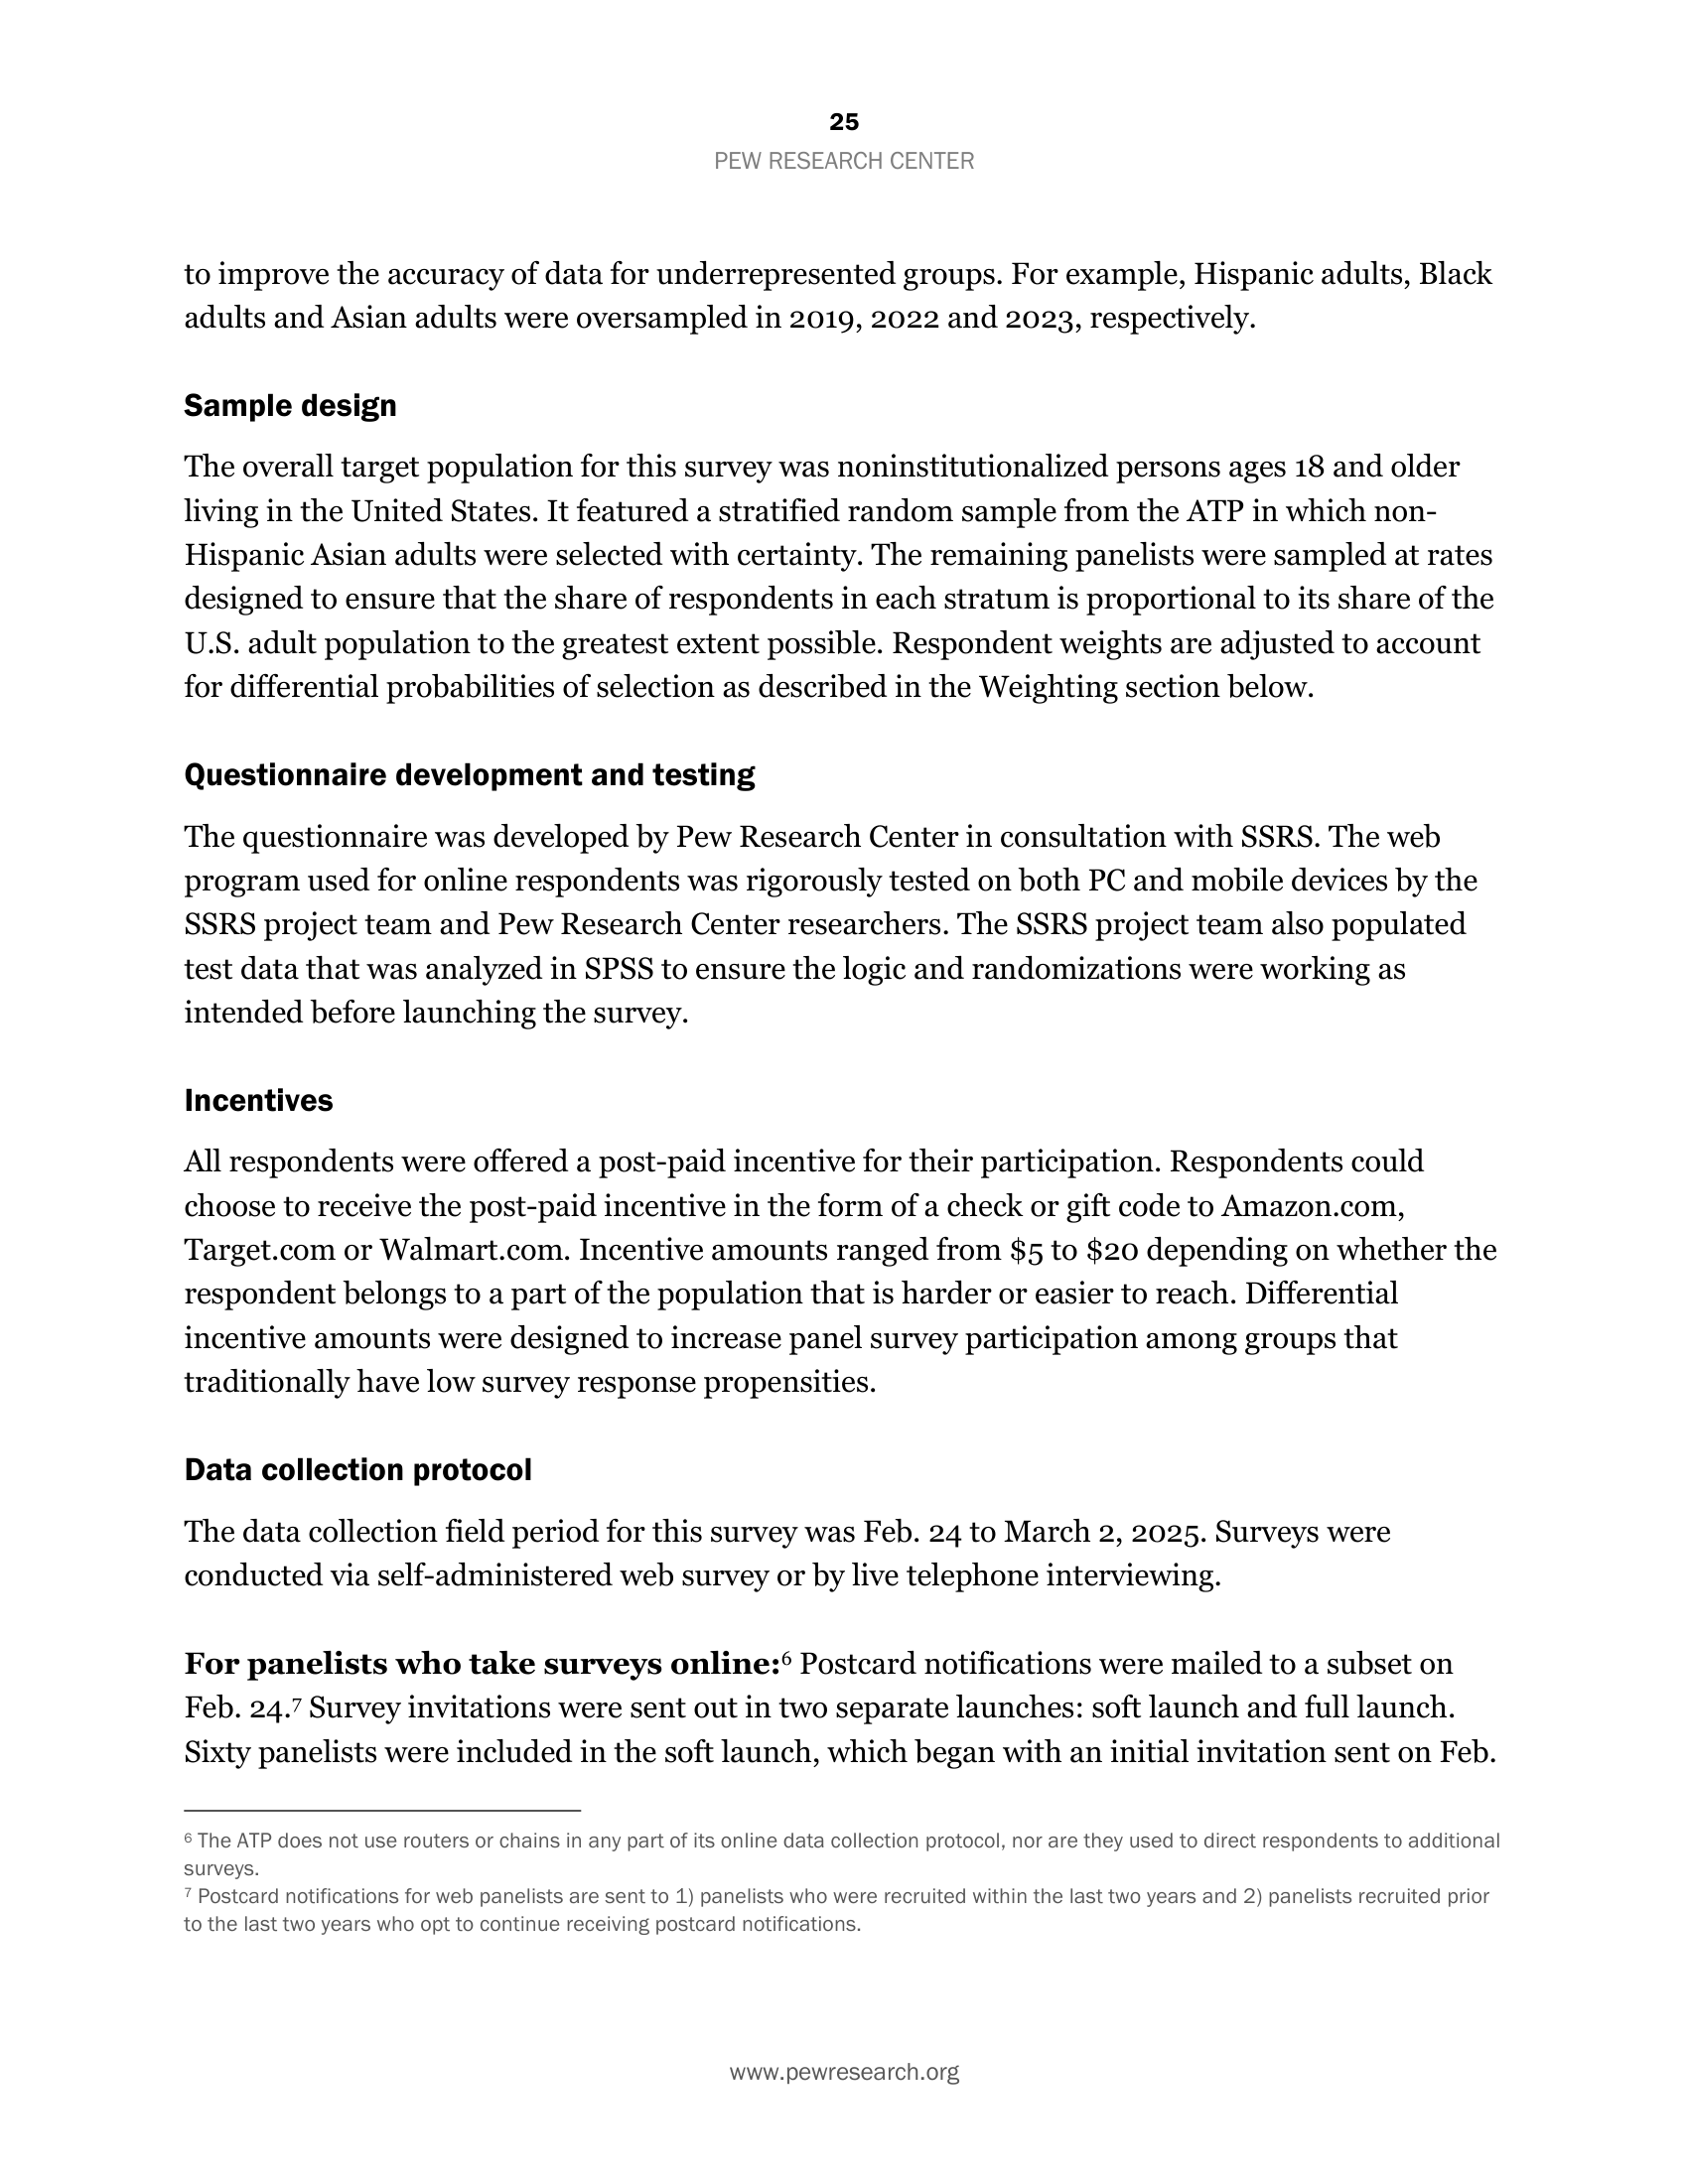 25
PEW RESEARCH CENTER
to improve the accuracy of data for underrepresented groups. For example, Hispanic adults, Black
adults and Asian adults were oversampled in 2019, 2022 and 2023, respectively.
Sample design
The overall target population for this survey was noninstitutionalized persons ages 18 and older
living in the United States. It featured a stratified random sample from the ATP in which non-
Hispanic Asian adults were selected with certainty. The remaining panelists were sampled at rates
designed to ensure that the share of respondents in each stratum is proportional to its share of the
U.S. adult population to the greatest extent possible. Respondent weights are adjusted to account
for differential probabilities of selection as described in the Weighting section below.
Questionnaire development and testing
The questionnaire was developed by Pew Research Center in consultation with SSRS. The web
program used for online respondents was rigorously tested on both PC and mobile devices by the
SSRS project team and Pew Research Center researchers. The SSRS project team also populated
test data that was analyzed in SPSS to ensure the logic and randomizations were working as
intended before launching the survey.
Incentives
All respondents were offered a post-paid incentive for their participation. Respondents could
choose to receive the post-paid incentive in the form of a check or gift code to Amazon.com,
Target.com or Walmart.com. Incentive amounts ranged from $5 to $20 depending on whether the
respondent belongs to a part of the population that is harder or easier to reach. Differential
incentive amounts were designed to increase panel survey participation among groups that
traditionally have low survey response propensities.
Data collection protocol
The data collection field period for this survey was Feb. 24 to March 2, 2025. Surveys were
conducted via self-administered web survey or by live telephone interviewing.
For panelists who take surveys online:⁶ Postcard notifications were mailed to a subset on
Feb. 24.⁷ Survey invitations were sent out in two separate launches: soft launch and full launch.
Sixty panelists were included in the soft launch, which began with an initial invitation sent on Feb.
⁶ The ATP does not use routers or chains in any part of its online data collection protocol, nor are they used to direct respondents to additional
surveys.
⁷ Postcard notifications for web panelists are sent to 1) panelists who were recruited within the last two years and 2) panelists recruited prior
to the last two years who opt to continue receiving postcard notifications.
www.pewresearch.org